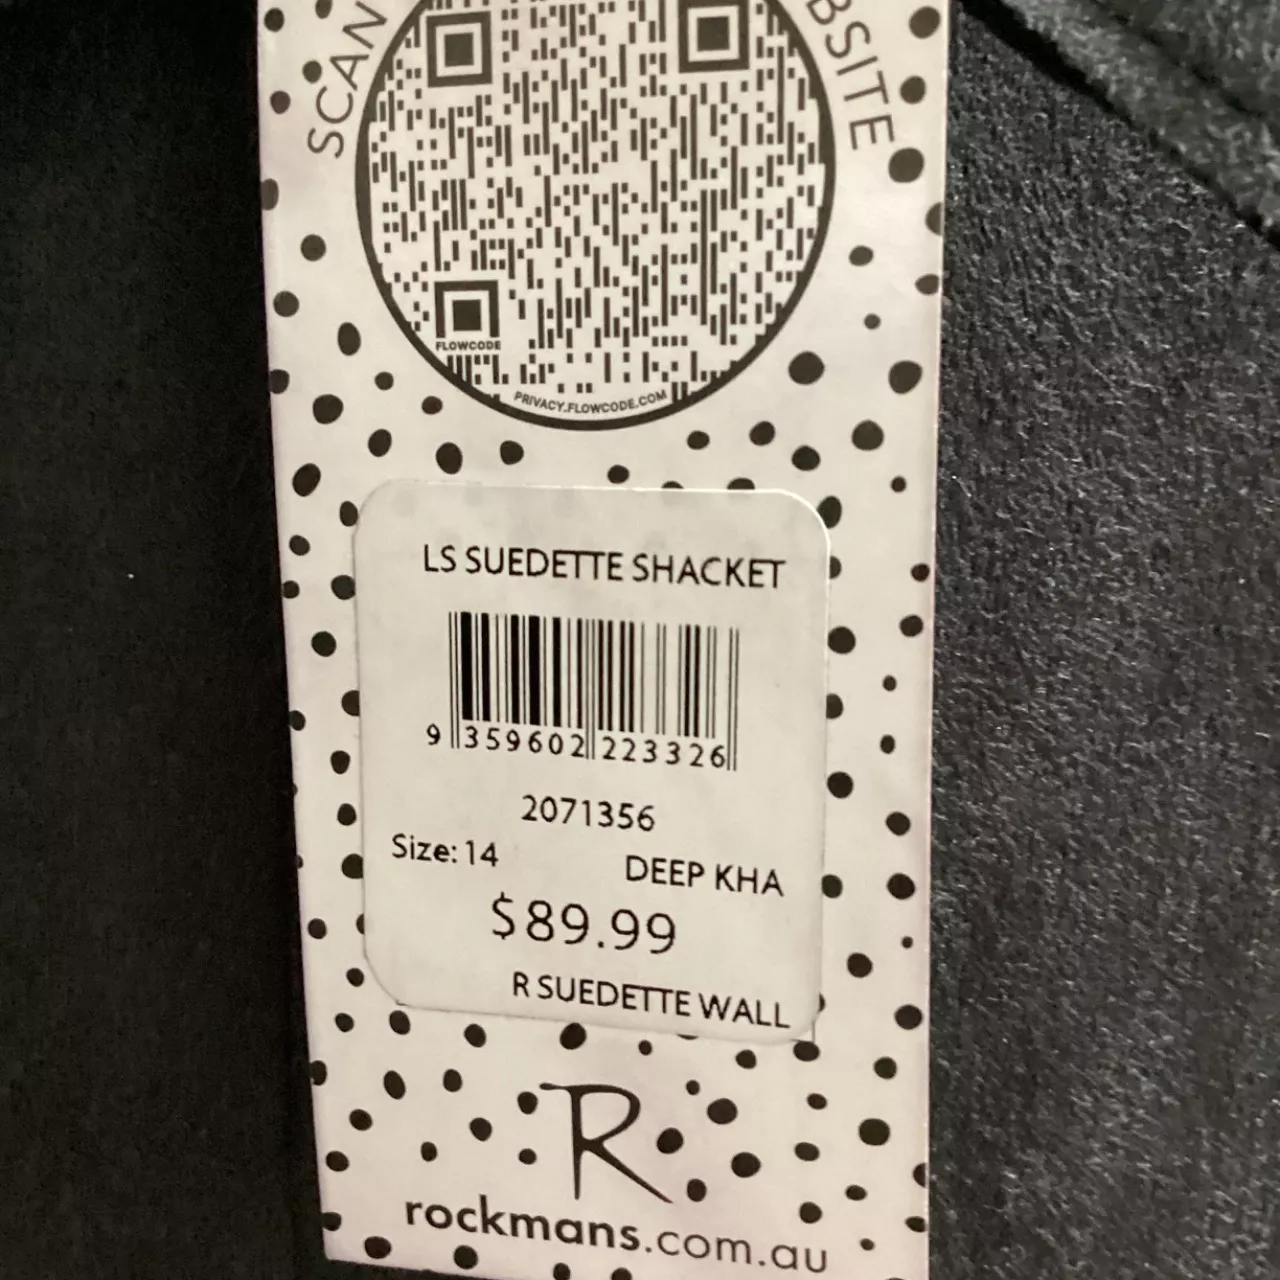 SCAN
BSITE
FLOWCODE
PRIVACY.FLOWCODE.COM
LS SUEDETTE SHACKET
9 359602 223326
2071356
Size: 14 DEEP KHA
$89.99
R SUEDETTE WALL
R
rockmans.com.au